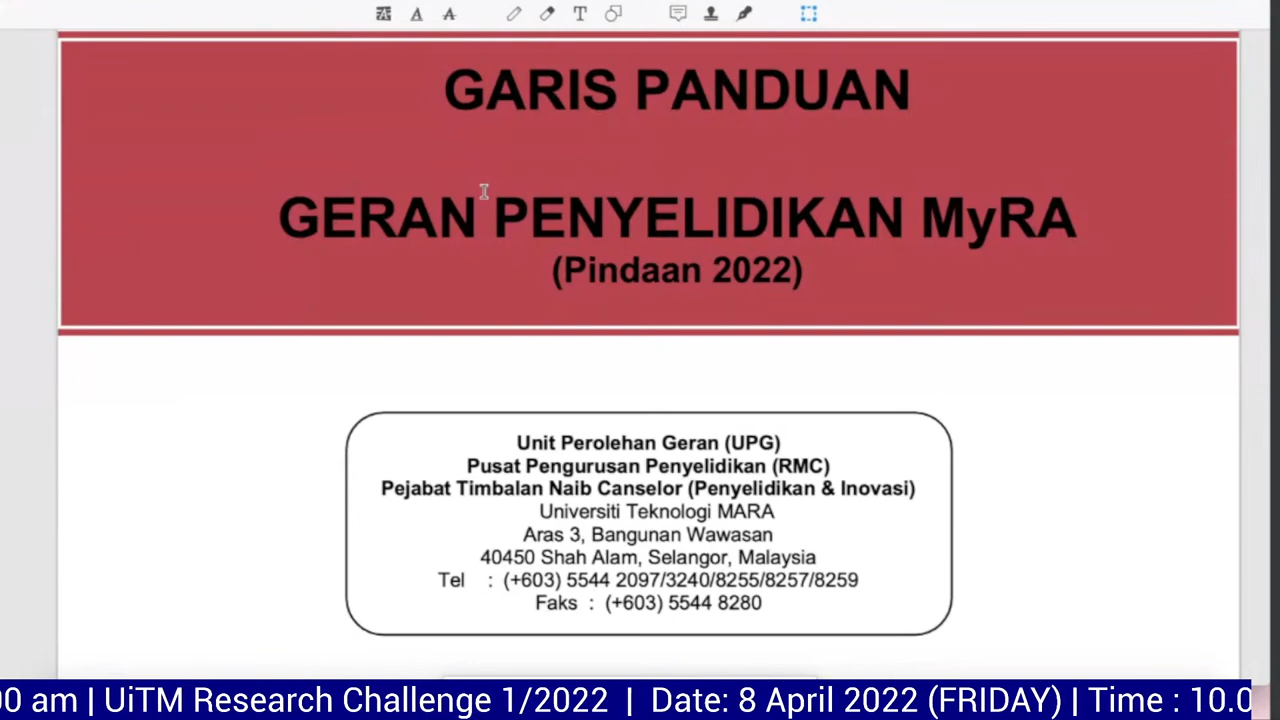 GARIS PANDUAN
GERAN PENYELIDIKAN MyRA
(Pindaan 2022)
Unit Perolehan Geran (UPG)
Pusat Pengurusan Penyelidikan (RMC)
Pejabat Timbalan Naib Canselor (Penyelidikan & Inovasi)
Universiti Teknologi MARA
Aras 3, Bangunan Wawasan
40450 Shah Alam, Selangor, Malaysia
Tel : (+603) 5544 2097/3240/8255/8257/8259
Faks : (+603) 5544 8280
00 am | UiTM Research Challenge 1/2022 | Date: 8 April 2022 (FRIDAY) | Time : 10.0